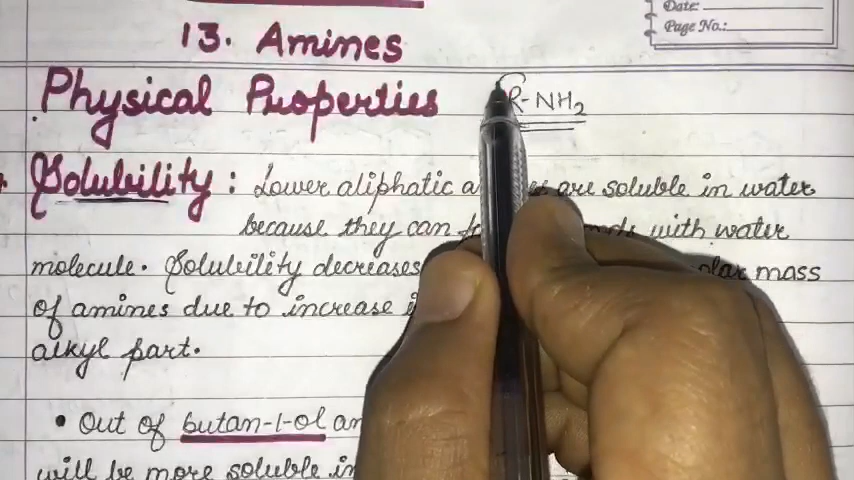 Date:
Page No.:
13. Amines
Physical Properties R-NH2
Solubility : Lower aliphatic are soluble in water
because they can with water
molecule. Solubility decreases mass
of amines due to increase
alkyl part.
• Out of butan-1-ol
will be more soluble in